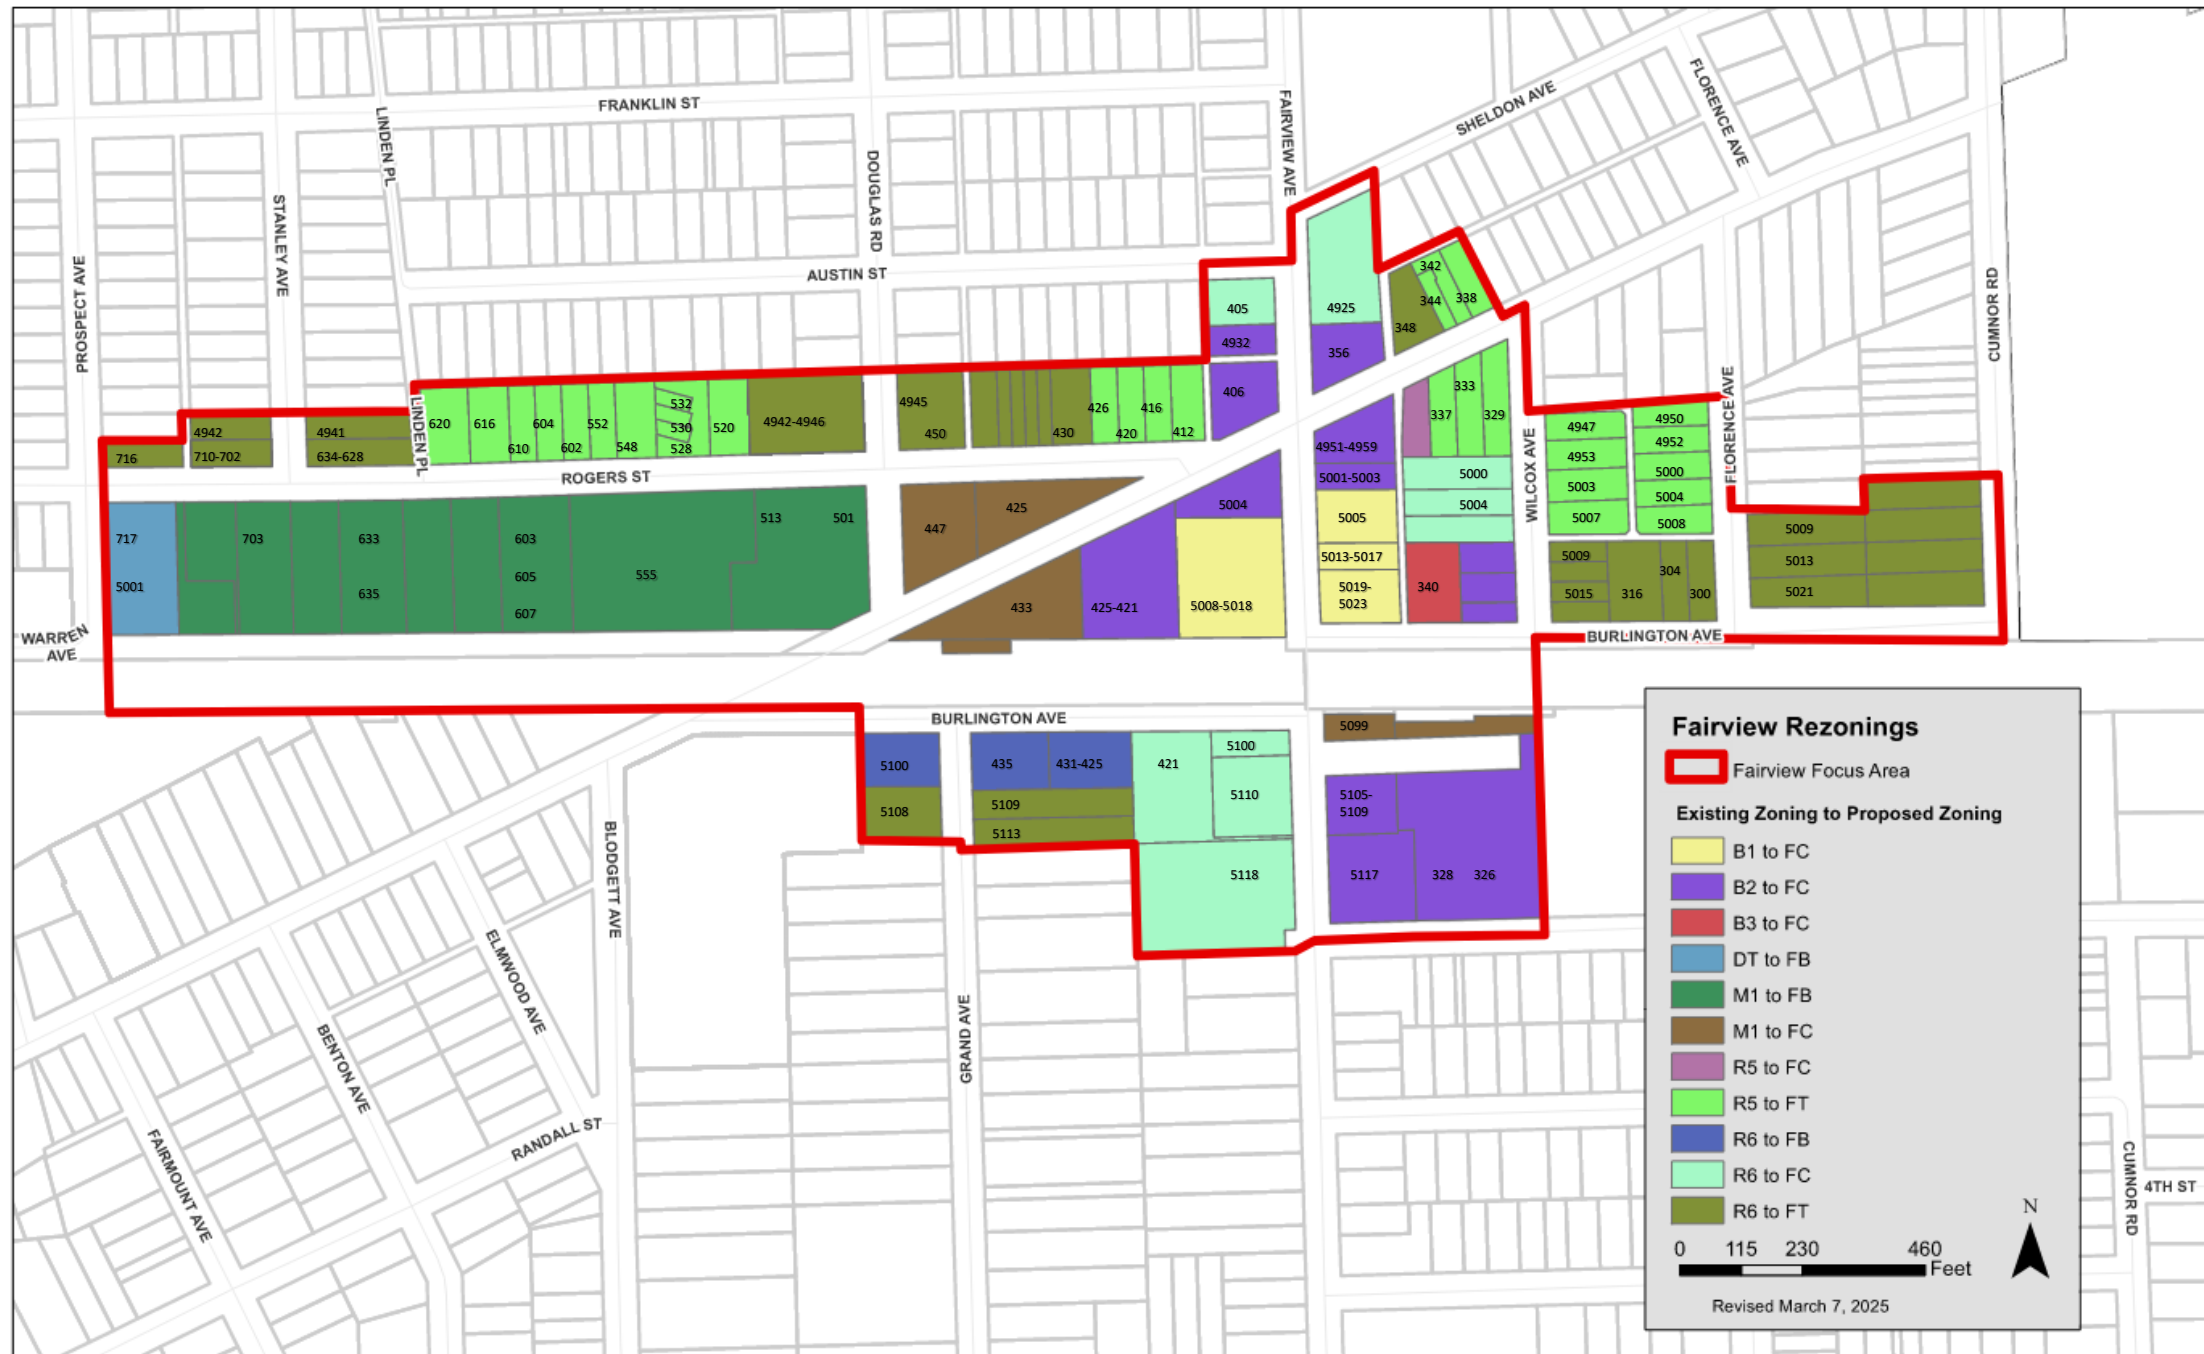 FRANKLIN ST
SHELDON AVE
FLORENCE AVE
LINDEN PL
FAIRVIEW AVE
DOUGLAS RD
STANLEY AVE
AUSTIN ST
PROSPECT AVE
CUMNOR RD
342
344
338
348
405
4925
4932
356
406
4942
716
710-702
4941
634-628
LINDEN PL
620
616
610
604
602
552
548
532
530
528
520
4942-4946
4945
450
430
426
420
416
412
ROGERS ST
337
333
329
4951-4959
5001-5003
5005
5013-5017
5019-
5023
5000
5004
340
WILCOX AVE
4947
4953
5003
5007
4950
4952
5000
5004
5008
FLORENCE AVE
5009
5015
316
304
300
5009
5013
5021
717
5001
703
633
635
603
605
607
555
513
501
447
425
433
425-421
5004
5008-5018
WARREN
AVE
BURLINGTON AVE
BURLINGTON AVE
5099
5100
5108
435
431-425
5109
5113
421
5100
5110
5118
5105-
5109
5117
328
326
BLODGETT AVE
ELMWOOD AVE
GRAND AVE
BENTON AVE
RANDALL ST
FAIRMOUNT AVE
CUMNOR RD
4TH ST
Fairview Rezonings
Fairview Focus Area
Existing Zoning to Proposed Zoning
B1 to FC
B2 to FC
B3 to FC
DT to FB
M1 to FB
M1 to FC
R5 to FC
R5 to FT
R6 to FB
R6 to FC
R6 to FT
N
0 115 230 460
Feet
Revised March 7, 2025